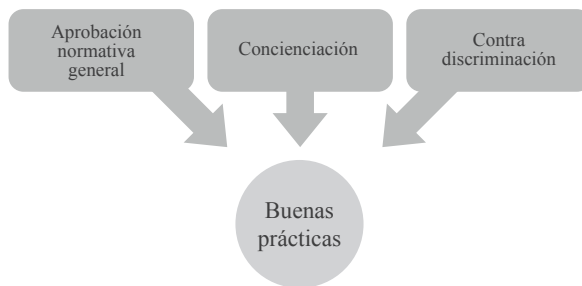 Aprobación
normativa
general
Concienciación
Contra
discriminación
Buenas
prácticas